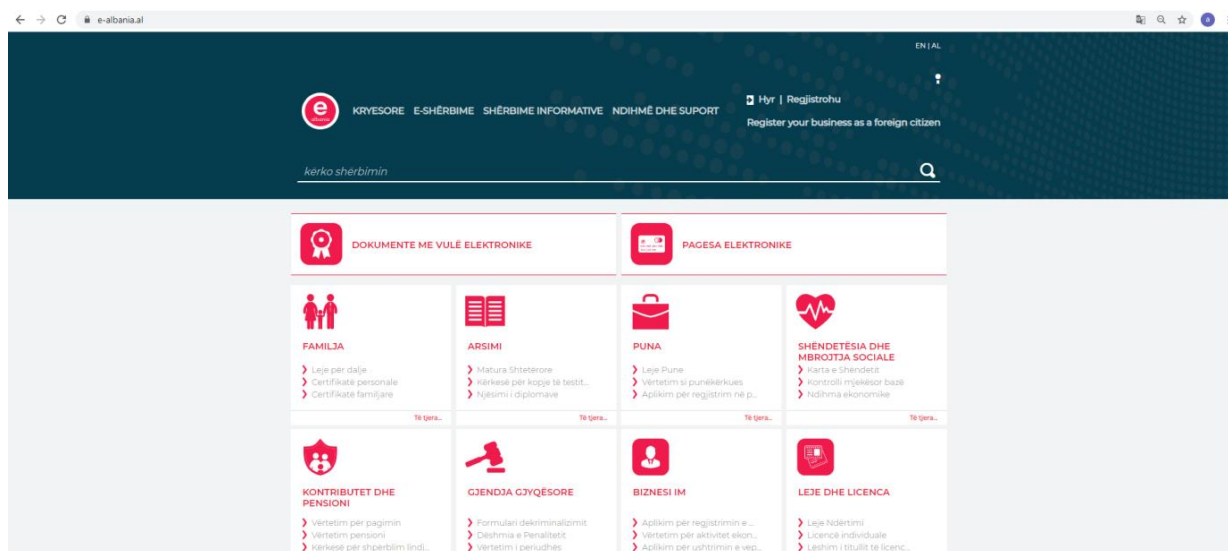 e-albania.al
EN | AL
e
albania
KRYESORE E-SHËRBIME SHËRBIME INFORMATIVE NDIHMË DHE SUPORT
Hyr | Regjistrohu
Register your business as a foreign citizen
kërko shërbimin
DOKUMENTE ME VULË ELEKTRONIKE
PAGESA ELEKTRONIKE
FAMILJA
Leje për dalje
Certifikatë personale
Certifikatë familjare
Të tjera...
ARSIMI
Matura Shtetërore
Kërkesë për kopje të testit...
Njësimi i diplomave
Të tjera...
PUNA
Leje Pune
Vërtetim si punëkërkues
Aplikim për regjistrim në p...
Të tjera...
SHËNDETËSIA DHE
MBROJTJA SOCIALE
Karta e Shëndetit
Kontrolli mjekësor bazë
Ndihma ekonomike
Të tjera...
KONTRIBUTET DHE
PENSIONI
Vërtetim për pagimin
Vërtetim pensioni
Kërkesë për shpërblim lindj...
GJENDJA GJYQËSORE
Formulari dekriminalizimit
Dëshmia e Penalitetit
Vërtetim i periudhës
BIZNESI IM
Aplikim për regjistrimin e ...
Vërtetim për aktivitet ekon...
Aplikim për ushtrimin e vep...
LEJE DHE LICENCA
Leje Ndërtimi
Licencë individuale
Lëshim i titullit të licenc...